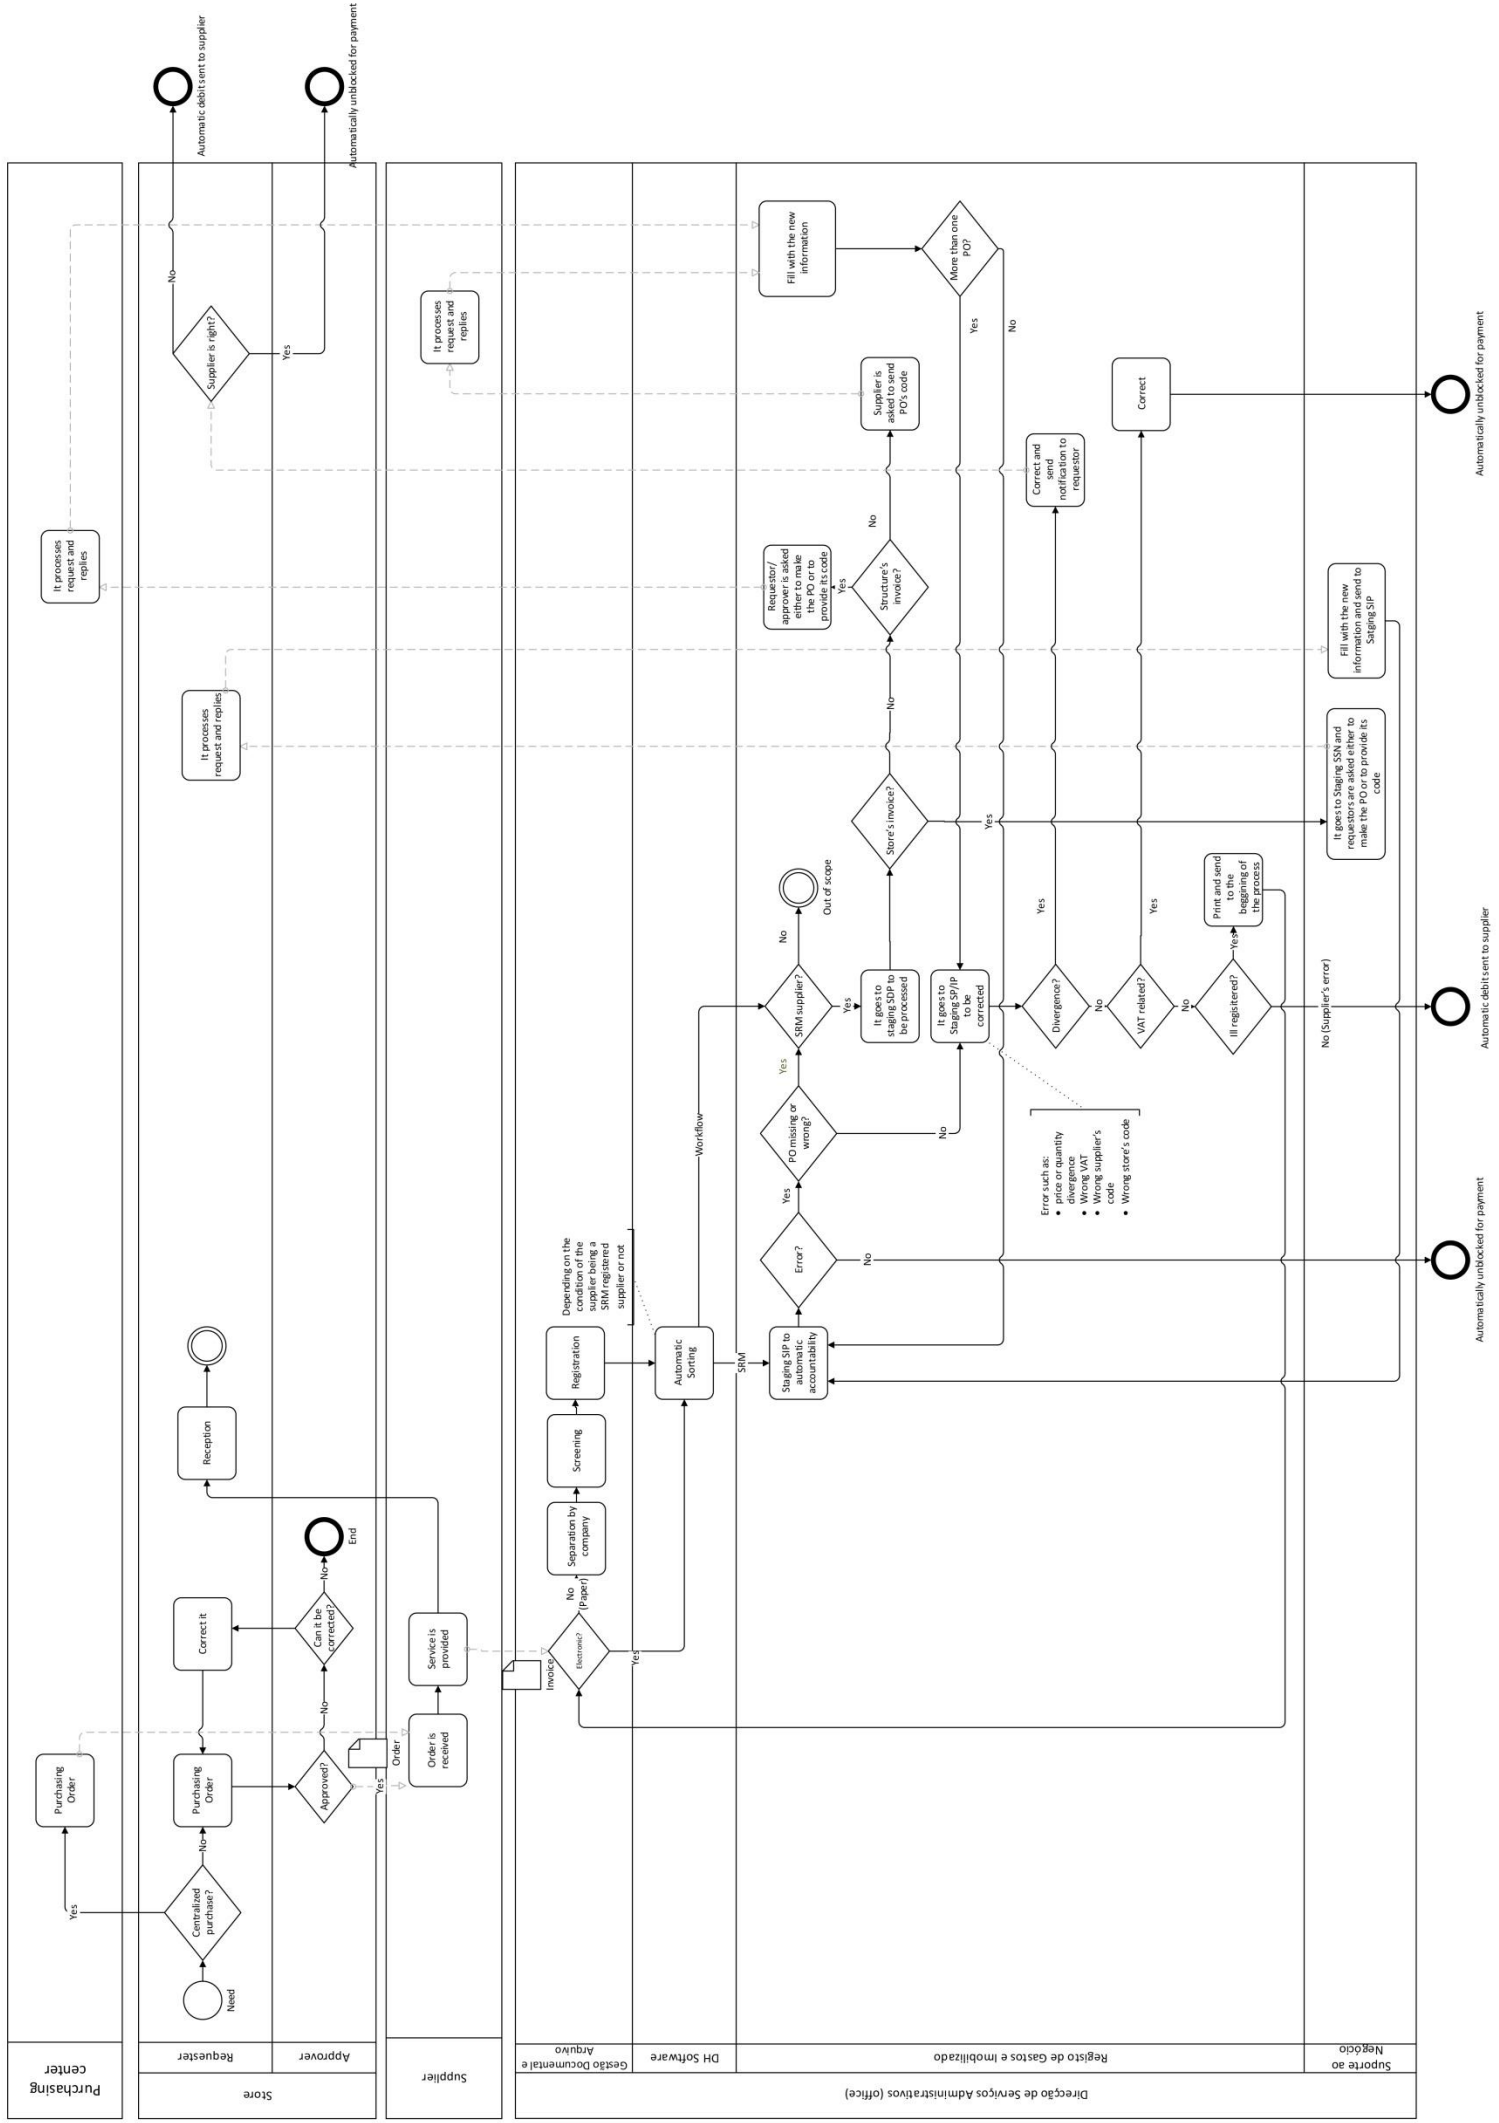 Purchasing
center
Store
Requester
Approver
Supplier
Direcção de Serviços Administrativos (office)
Gestão Documental e
Arquivo
DH Software
Registo de Gastos e Imobilizado
Suporte ao
Negócio
Need
Centralized
purchase?
Yes
No
Purchasing
Order
Purchasing
Order
Approved?
Yes
No
Correct it
Can it be
corrected?
No
End
Order
Order is
received
Service is
provided
Reception
Invoice
Electronic?
No
(Paper)
Yes
Separation by
company
Screening
Registration
Depending on the
condition of the
supplier being a
SRM registered
supplier or not
Automatic
Sorting
SRM
Workflow
Staging SIP to
automatic
accountability
Error?
Yes
No
Automatically unblocked for payment
PO missing or
wrong?
Yes
No
Error such as:
• price or quantity
divergence
• Wrong VAT
• Wrong supplier's
code
• Wrong store's code
SRM supplier?
No
Out of scope
Yes
It goes to
staging SDP to
be processed
It goes to
Staging SP/IP
to be
corrected
Divergence?
Yes
No
VAT related?
Yes
No
Ill regisitered?
Yes
No (Supplier's error)
Automatic debit sent to supplier
Print and send
to the
beggining of
the process
Store's invoice?
Yes
No
It goes to Staging SSN and
requestors are asked either to
make the PO or to provide its
code
It processes
request and replies
Fill with the new
information and send to
Satging SIP
Structure's
invoice?
Yes
No
Requestor/
approver is asked
either to make
the PO or to
provide its code
It processes
request and
replies
Supplier is
asked to send
PO's code
It processes
request and
replies
Correct and
send
notification to
requestor
Correct
Automatically unblocked for payment
Supplier is right?
Yes
No
Fill with the new
information
More than one
PO?
Yes
No
Automatic debit sent to supplier
Automatically unblocked for payment